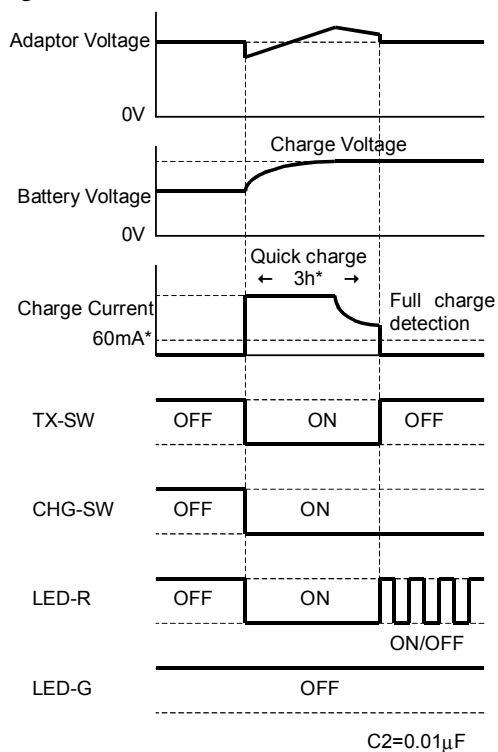 Adaptor Voltage
0V
Charge Voltage
Battery Voltage
0V
Quick charge
← 3h* →
Charge Current
60mA*
Full charge
detection
TX-SW OFF ON OFF
CHG-SW OFF ON
LED-R OFF ON
ON/OFF
LED-G OFF
C2=0.01μF